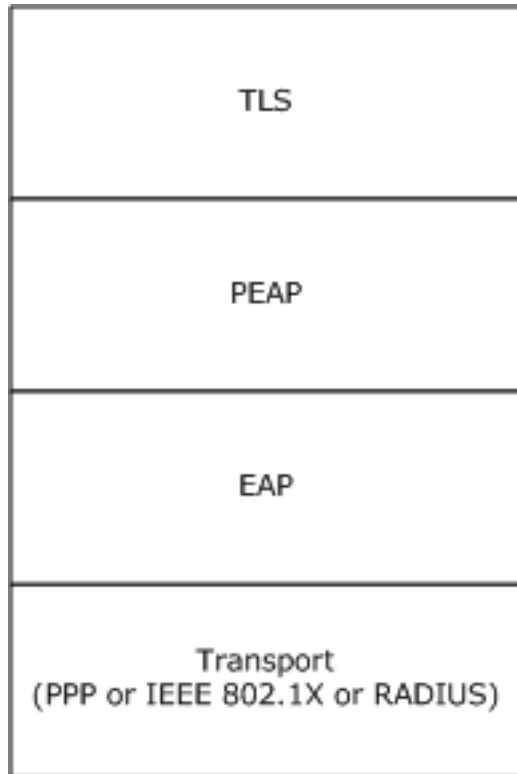 TLS
PEAP
EAP
Transport
(PPP or IEEE 802.1X or RADIUS)